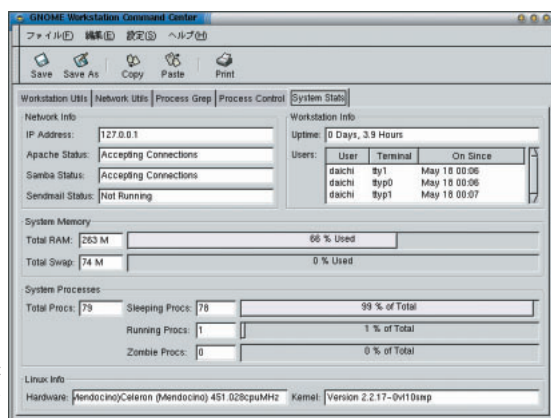 GNOME Workstation Command Center
ファイル(F) 編集(E) 設定(S) ヘルプ(H)
Save Save As Copy Paste Print
Workstation Utils Network Utils Process Grep Process Control System Stats
Network Info
IP Address: 127.0.0.1
Apache Status: Accepting Connections
Samba Status: Accepting Connections
Sendmail Status: Not Running
Workstation Info
Uptime: 0 Days, 3.9 Hours
Users: User Terminal On Since
daichi tty1 May 18 00:06
daichi ttyp0 May 18 00:06
daichi ttyp1 May 18 00:07
System Memory
Total RAM: 263 M 66 % Used
Total Swap: 74 M 0 % Used
System Processes
Total Procs: 79 Sleeping Procs: 78 99 % of Total
Running Procs: 1 1 % of Total
Zombie Procs: 0 0 % of Total
Linux Info
Hardware: Mendocino)Celeron (Mendocino) 451.028cpuMHz Kernel: Version 2.2.17-0vl10smp